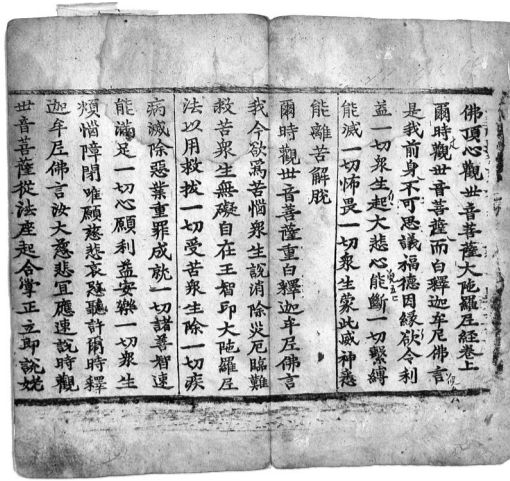 佛頂心觀世音菩薩大陁羅尼經卷上
爾時觀世音菩薩而白釋迦牟尼佛言
是我前身不可思議福德因縁欲令利
益一切衆生起大悲心能斷一切繋縛
能滅一切怖畏一切衆生蒙此威神悉
能離苦解脱
爾時觀世音菩薩重白釋迦牟尼佛言
我今欲爲苦惱衆生說消除災厄臨難
救苦衆生無礙自在王智印大陁羅尼
法以用救拔一切受苦衆生除一切疾
病滅除惡業重罪成就一切諸善智速
能滿足一切心願利益安樂一切衆生
煩惱障閉唯願慈悲哀愍聽許爾時釋
迦牟尼佛言汝大慈悲宜應速說時觀
世音菩薩從法座起合掌正立即說姥